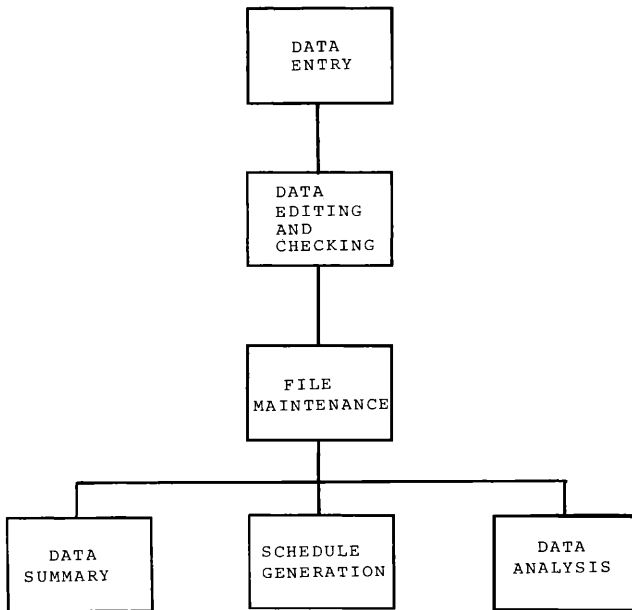 DATA
ENTRY
DATA
EDITING
AND
CHECKING
FILE
MAINTENANCE
DATA
SUMMARY
SCHEDULE
GENERATION
DATA
ANALYSIS